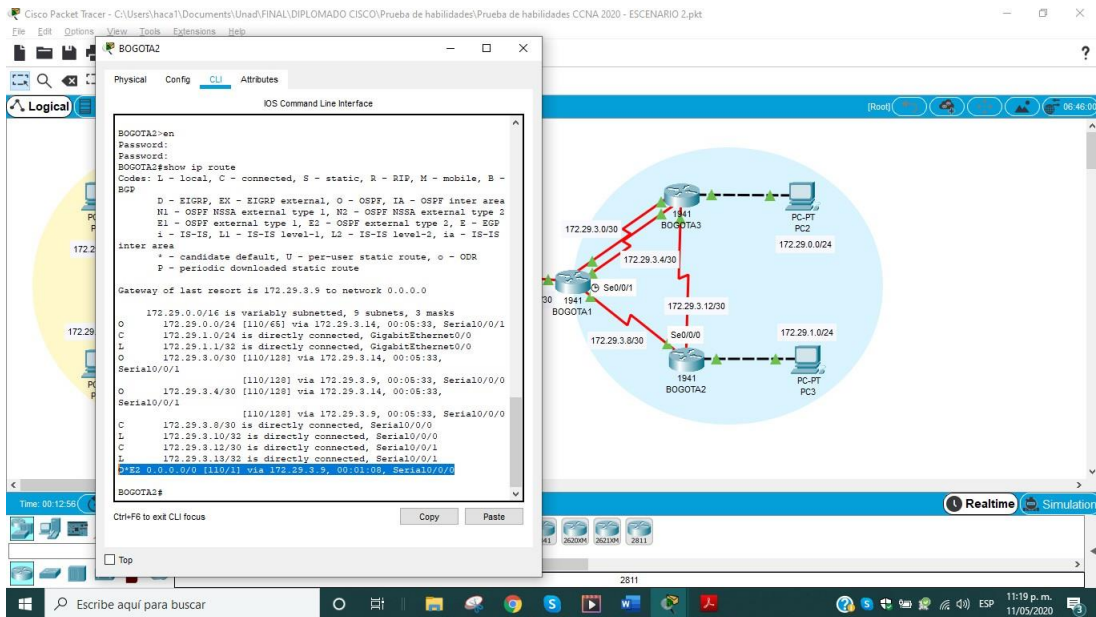 Cisco Packet Tracer - C:\Users\haca1\Documents\Unad\FINAL\DIPLOMADO CISCO\Prueba de habilidades\Prueba de habilidades CCNA 2020 - ESCENARIO 2.pkt
File Edit Options View Tools Extensions Help
BOGOTA2
?
Physical Config CLI Attributes
Logical
[Root]
06:46:00
IOS Command Line Interface
BOGOTA2>en
Password:
Password:
BOGOTA2#show ip route
Codes: L - local, C - connected, S - static, R - RIP, M - mobile, B -
BGP
D - EIGRP, EX - EIGRP external, O - OSPF, IA - OSPF inter area
N1 - OSPF NSSA external type 1, N2 - OSPF NSSA external type 2
E1 - OSPF external type 1, E2 - OSPF external type 2, E - EGP
i - IS-IS, L1 - IS-IS level-1, L2 - IS-IS level-2, ia - IS-IS
inter area
* - candidate default, U - per-user static route, o - ODR
P - periodic downloaded static route
Gateway of last resort is 172.29.3.9 to network 0.0.0.0
172.29.0.0/16 is variably subnetted, 9 subnets, 3 masks
O 172.29.0.0/24 [110/65] via 172.29.3.14, 00:05:33, Serial0/0/1
C 172.29.1.0/24 is directly connected, GigabitEthernet0/0
L 172.29.1.1/32 is directly connected, GigabitEthernet0/0
O 172.29.3.0/30 [110/128] via 172.29.3.14, 00:05:33,
Serial0/0/1
[110/128] via 172.29.3.9, 00:05:33, Serial0/0/0
O 172.29.3.4/30 [110/128] via 172.29.3.14, 00:05:33,
Serial0/0/1
[110/128] via 172.29.3.9, 00:05:33, Serial0/0/0
C 172.29.3.8/30 is directly connected, Serial0/0/0
L 172.29.3.10/32 is directly connected, Serial0/0/0
C 172.29.3.12/30 is directly connected, Serial0/0/1
L 172.29.3.13/32 is directly connected, Serial0/0/1
O*E2 0.0.0.0/0 [110/1] via 172.29.3.9, 00:01:08, Serial0/0/0
BOGOTA2#
Ctrl+F6 to exit CLI focus
Copy Paste
Top
172.2
172.29
1941
BOGOTA3
PC-PT
PC2
172.29.3.0/30
172.29.0.0/24
172.29.3.4/30
Se0/0/1
30
1941
BOGOTA1
172.29.3.12/30
172.29.3.8/30
Se0/0/0
172.29.1.0/24
1941
BOGOTA2
PC-PT
PC3
Time: 00:12:56
Realtime Simulation
41 2620XM 2621XM 2811
2811
Escribe aquí para buscar
ESP
11:19 p. m.
11/05/2020
3